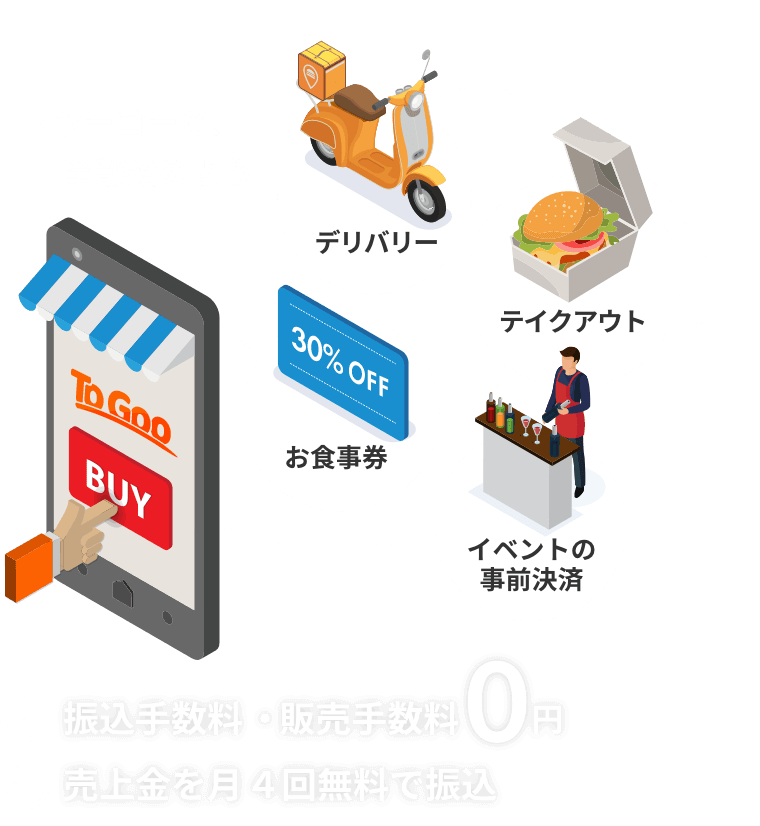 デリバリー
テイクアウト
TO GOO
BUY
30% OFF
お食事券
イベントの
事前決済
振込手数料・販売手数料0円
売上金を月4回無料で振込